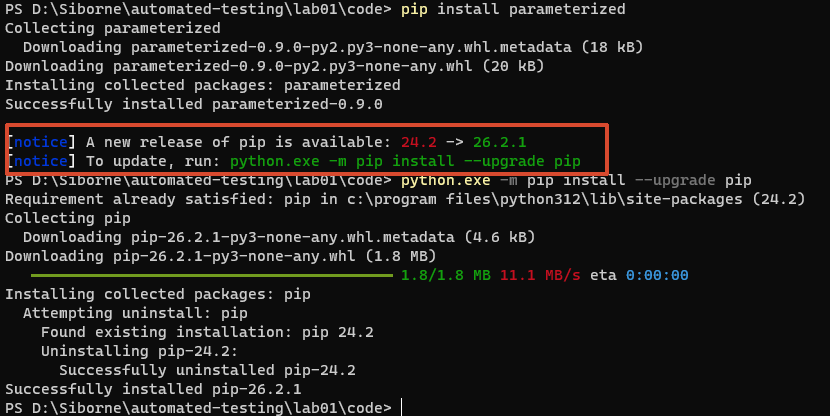 PS D:\Siborne\automated-testing\lab01\code> pip install parameterized
Collecting parameterized
  Downloading parameterized-0.9.0-py2.py3-none-any.whl.metadata (18 kB)
Downloading parameterized-0.9.0-py2.py3-none-any.whl (20 kB)
Installing collected packages: parameterized
Successfully installed parameterized-0.9.0
[notice] A new release of pip is available: 24.2 -> 26.2.1
[notice] To update, run: python.exe -m pip install --upgrade pip
PS D:\Siborne\automated-testing\lab01\code> python.exe -m pip install --upgrade pip
Requirement already satisfied: pip in c:\program files\python312\lib\site-packages (24.2)
Collecting pip
  Downloading pip-26.2.1-py3-none-any.whl.metadata (4.6 kB)
Downloading pip-26.2.1-py3-none-any.whl (1.8 MB)
1.8/1.8 MB 11.1 MB/s eta 0:00:00
Installing collected packages: pip
  Attempting uninstall: pip
    Found existing installation: pip 24.2
    Uninstalling pip-24.2:
      Successfully uninstalled pip-24.2
Successfully installed pip-26.2.1
PS D:\Siborne\automated-testing\lab01\code>